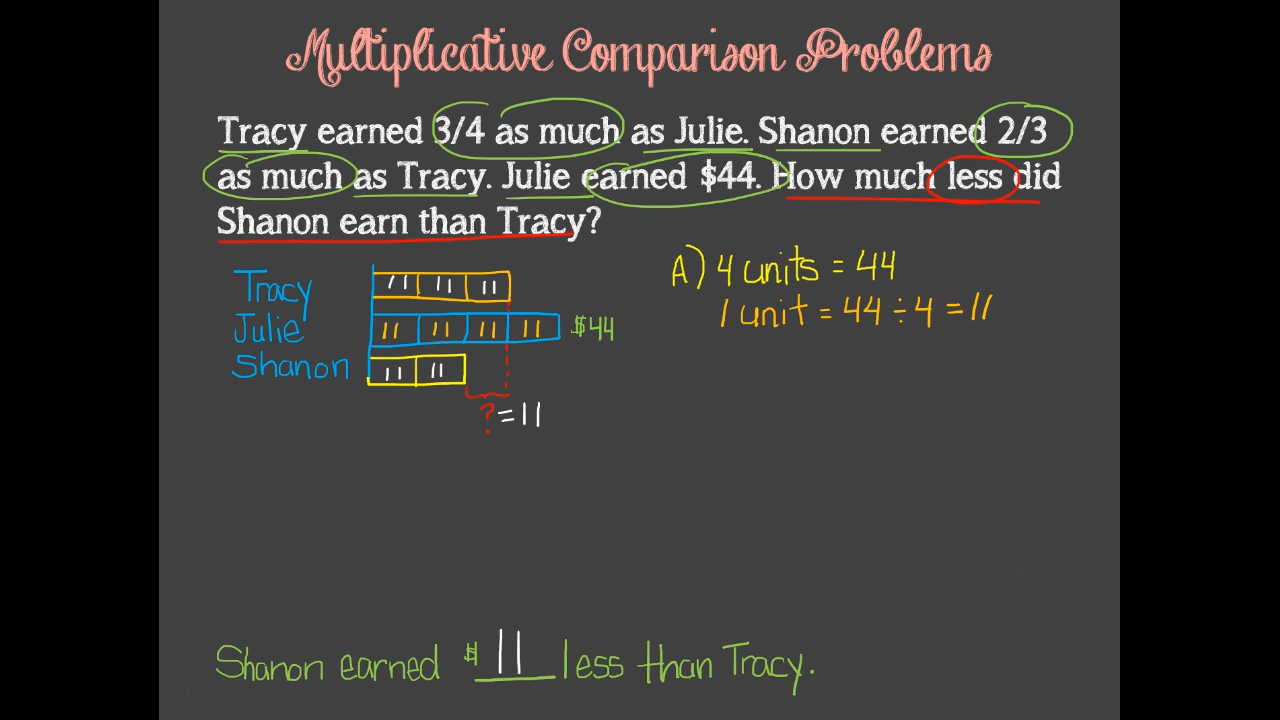 Multiplicative Comparison Problems
Tracy earned 3/4 as much as Julie. Shanon earned 2/3
as much as Tracy. Julie earned $44. How much less did
Shanon earn than Tracy?
A) 4 units = 44
1 unit = 44 ÷ 4 = 11
Tracy 11 11 11
Julie 11 11 11 11 $44
Shanon 11 11
? = 11
Shanon earned $ 11 less than Tracy.